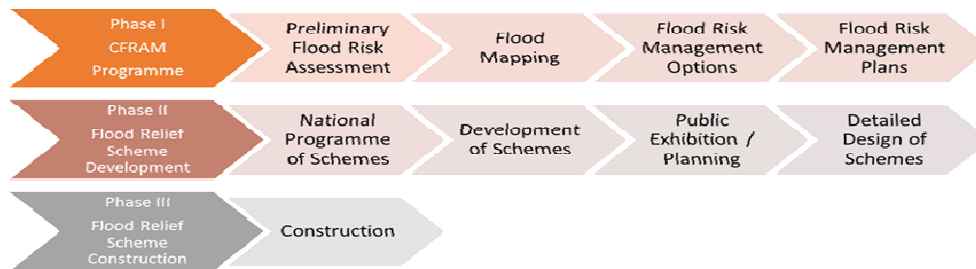 Phase I
CFRAM
Programme
Preliminary
Flood Risk
Assessment
Flood
Mapping
Flood Risk
Management
Options
Flood Risk
Management
Plans
Phase II
Flood Relief
Scheme
Development
National
Programme
of Schemes
Development
of Schemes
Public
Exhibition /
Planning
Detailed
Design of
Schemes
Phase III
Flood Relief
Scheme
Construction
Construction